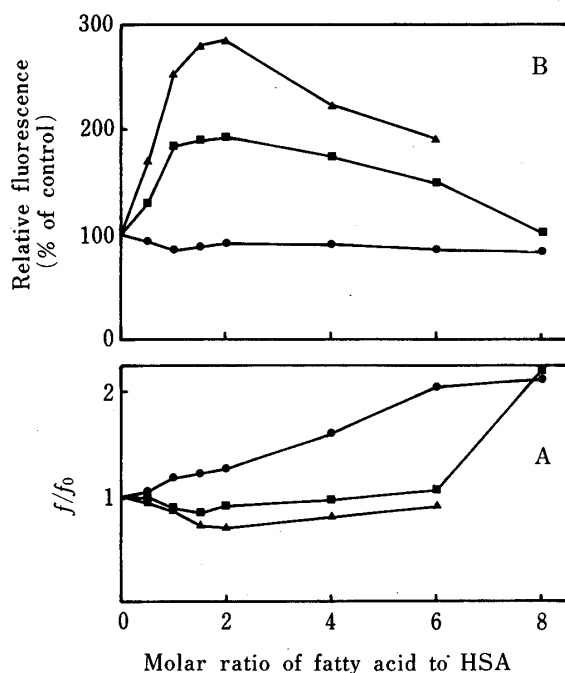 300
B
200
100
0
Relative fluorescence
(% of control)
2
A
1
f/f₀
0 2 4 6 8
Molar ratio of fatty acid to HSA